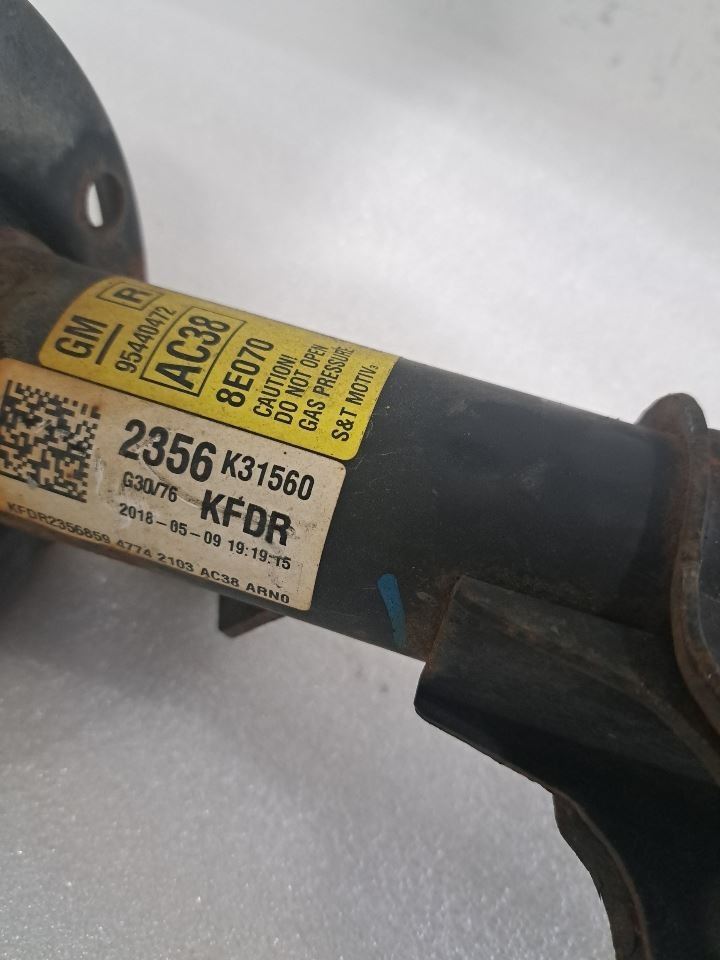 GM R
95440472
AC38
8E070
CAUTION!
DO NOT OPEN
GAS PRESSURE
S&T MOTIV
2356 K31560
G30/76 KFDR
2018-05-09 19:19:15
KFDR2356859 4774 2103 AC38 ARN0